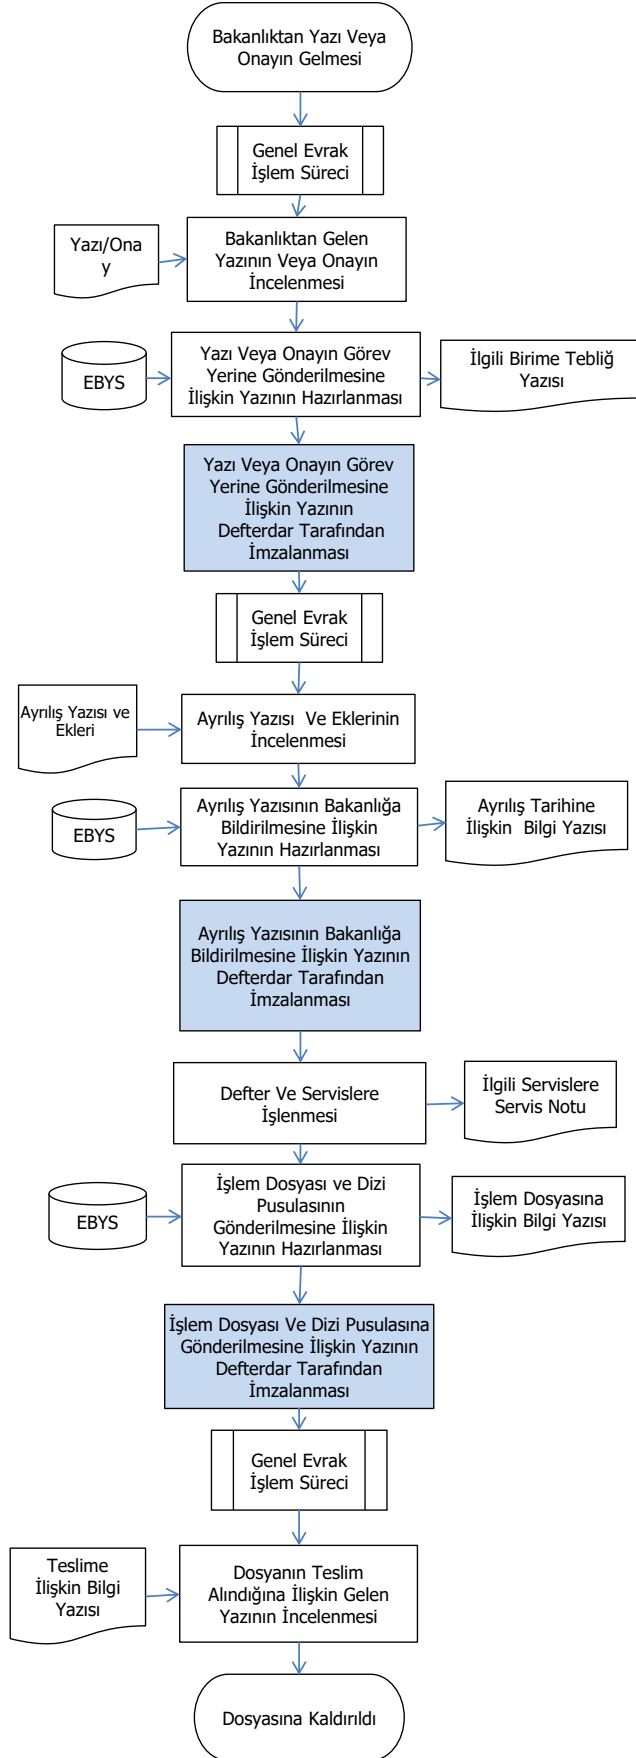 Bakanlıktan Yazı Veya
Onayın Gelmesi
Genel Evrak
İşlem Süreci
Yazı/Ona
y
Bakanlıktan Gelen
Yazının Veya Onayın
İncelenmesi
EBYS
Yazı Veya Onayın Görev
Yerine Gönderilmesine
İlişkin Yazının Hazırlanması
İlgili Birime Tebliğ
Yazısı
Yazı Veya Onayın Görev
Yerine Gönderilmesine
İlişkin Yazının
Defterdar Tarafından
İmzalanması
Genel Evrak
İşlem Süreci
Ayrılış Yazısı ve
Ekleri
Ayrılış Yazısı  Ve Eklerinin
İncelenmesi
EBYS
Ayrılış Yazısının Bakanlığa
Bildirilmesine İlişkin
Yazının Hazırlanması
Ayrılış Tarihine
İlişkin  Bilgi Yazısı
Ayrılış Yazısının Bakanlığa
Bildirilmesine İlişkin Yazının
Defterdar Tarafından
İmzalanması
Defter Ve Servislere
İşlenmesi
İlgili Servislere
Servis Notu
EBYS
İşlem Dosyası ve Dizi
Pusulasının
Gönderilmesine İlişkin
Yazının Hazırlanması
İşlem Dosyasına
İlişkin Bilgi Yazısı
İşlem Dosyası Ve Dizi Pusulasına
Gönderilmesine İlişkin Yazının
Defterdar Tarafından
İmzalanması
Genel Evrak
İşlem Süreci
Teslime
İlişkin Bilgi
Yazısı
Dosyanın Teslim
Alındığına İlişkin Gelen
Yazının İncelenmesi
Dosyasına Kaldırıldı